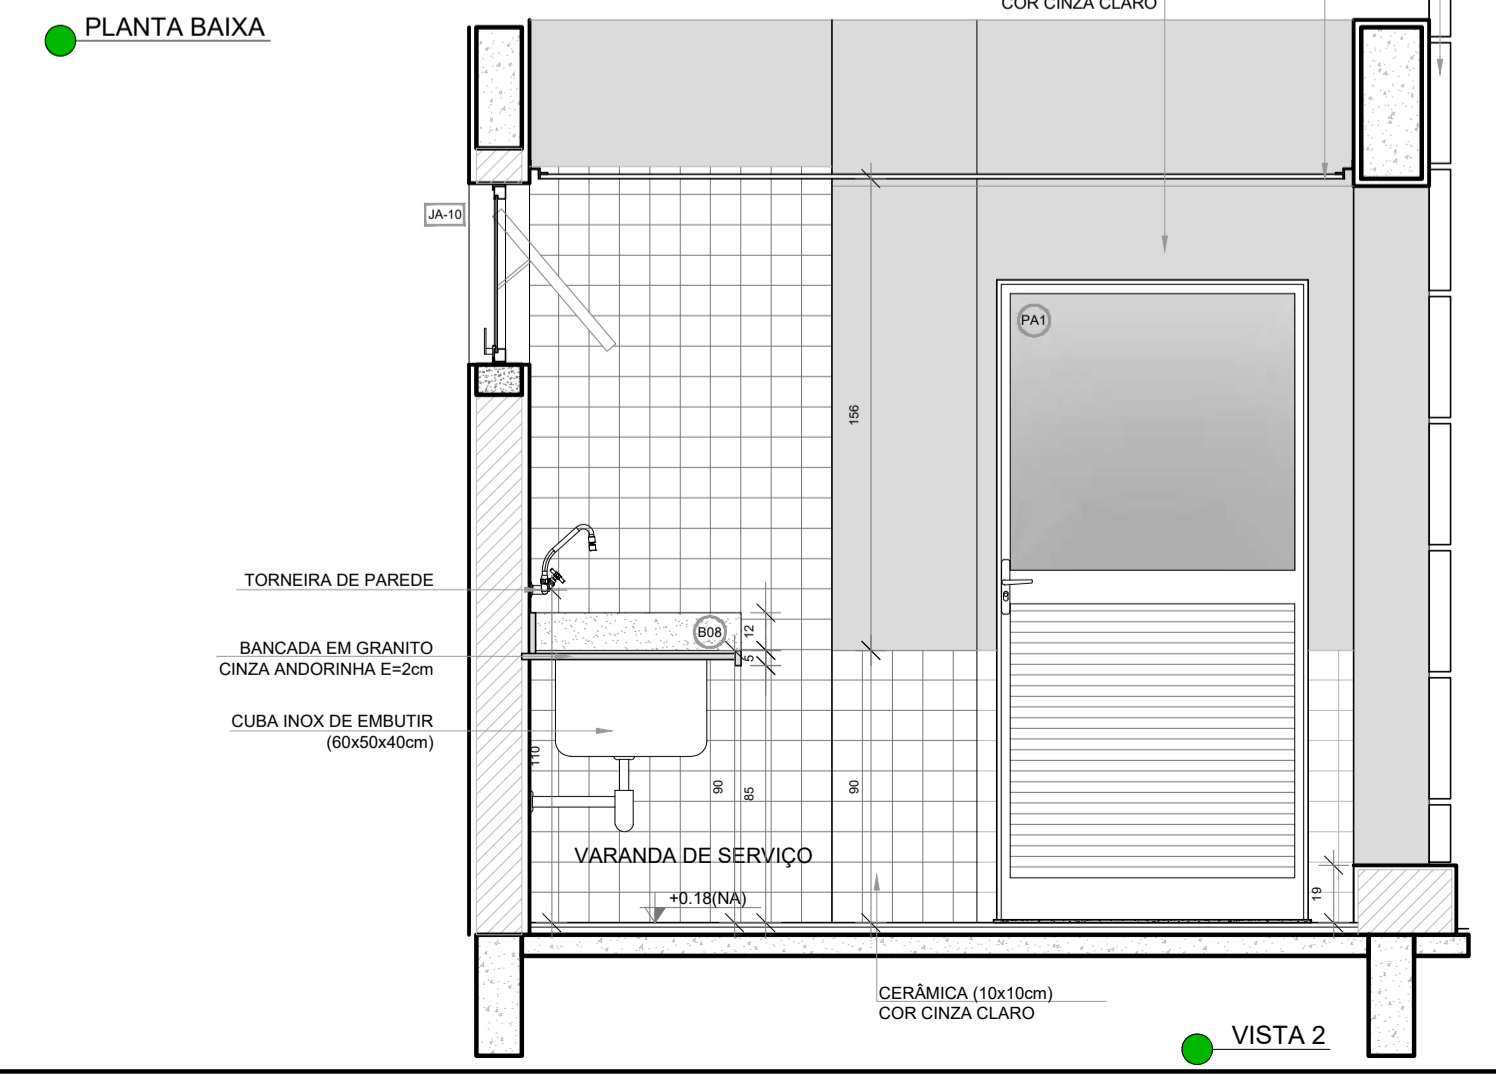 COR CINZA CLARO
PLANTA BAIXA
JA-10
PA1
156
TORNEIRA DE PAREDE
B08
12
BANCADA EM GRANITO
CINZA ANDORINHA E=2cm
5
CUBA INOX DE EMBUTIR
(60x50x40cm)
110
90
85
90
VARANDA DE SERVIÇO
+0.18(NA)
19
CERÂMICA (10x10cm)
COR CINZA CLARO
VISTA 2